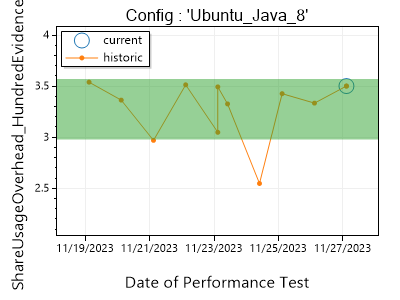 Config : 'Ubuntu_Java_8'
ShareUsageOverhead_HundredEvidence
current
historic
4
3.5
3
2.5
11/19/2023 11/21/2023 11/23/2023 11/25/2023 11/27/2023
Date of Performance Test